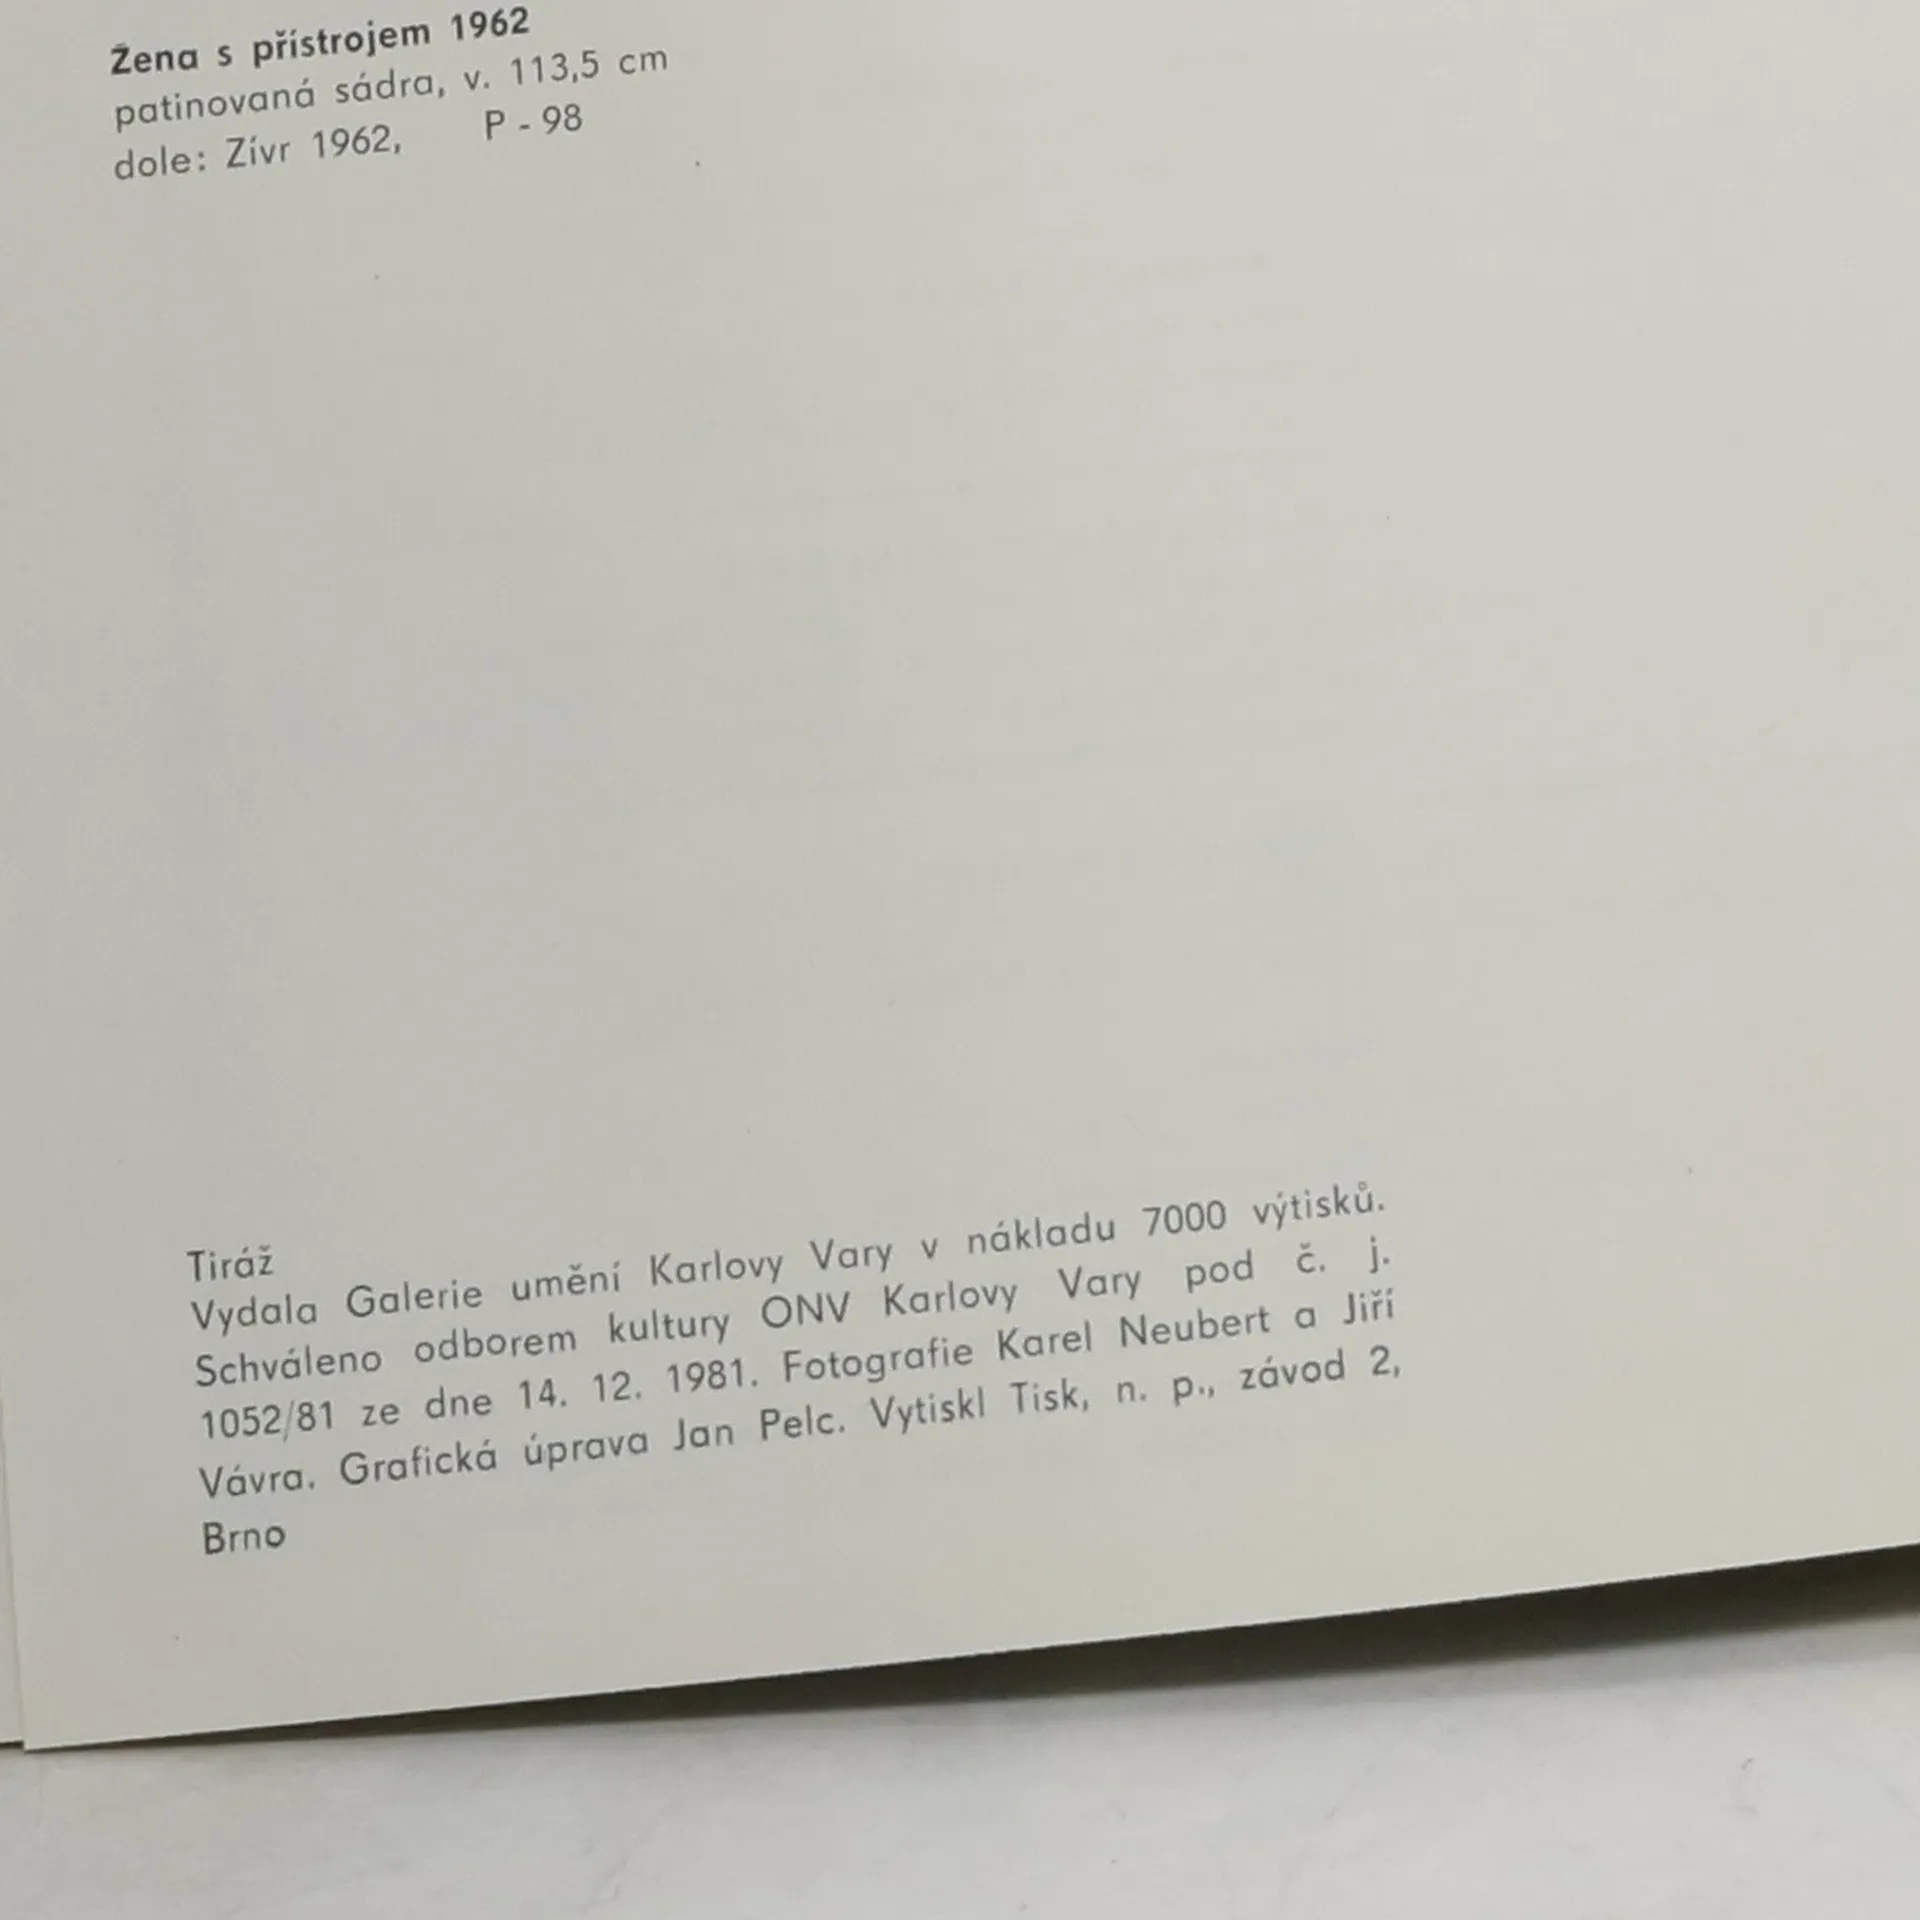 Žena s přístrojem 1962
patinovaná sádra, v. 113,5 cm
dole: Zívr 1962, P - 98
Tiráž
Vydala Galerie umění Karlovy Vary v nákladu 7000 výtisků.
Schváleno odborem kultury ONV Karlovy Vary pod č. j.
1052/81 ze dne 14. 12. 1981. Fotografie Karel Neubert a Jiří
Vávra. Grafická úprava Jan Pelc. Vytiskl Tisk, n. p., závod 2,
Brno